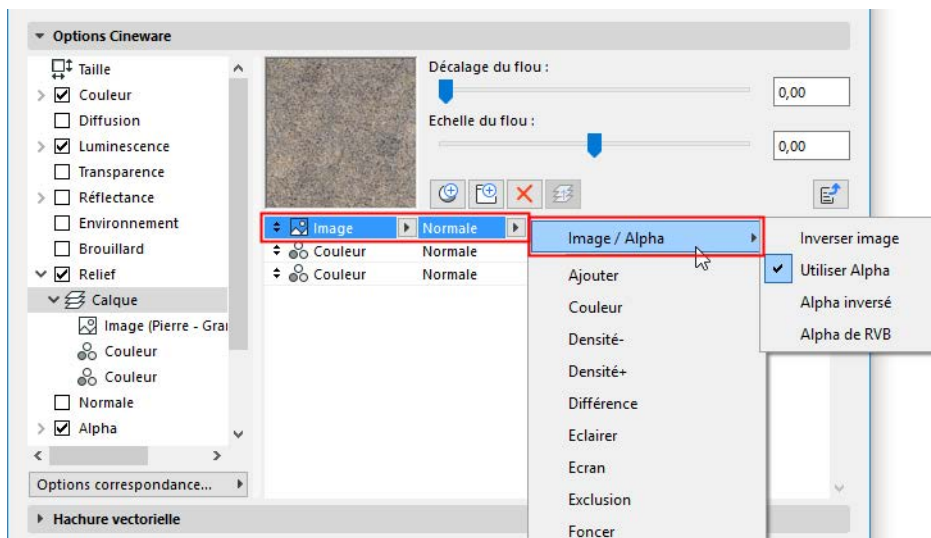 Options Cineware
Taille
Couleur
Diffusion
Luminescence
Transparence
Réflectance
Environnement
Brouillard
Relief
Calque
Image (Pierre - Grar
Couleur
Couleur
Normale
Alpha
Options correspondance...
Décalage du flou :
0,00
Echelle du flou :
0,00
Image Normale
Couleur Normale
Couleur Normale
Image / Alpha
Ajouter
Couleur
Densité-
Densité+
Différence
Eclairer
Ecran
Exclusion
Foncer
Inverser image
Utiliser Alpha
Alpha inversé
Alpha de RVB
Hachure vectorielle